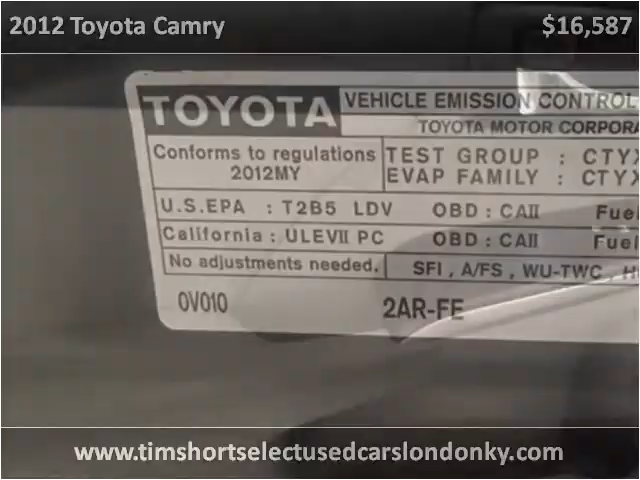 2012 Toyota Camry $16,587
TOYOTA VEHICLE EMISSION CONTROL
TOYOTA MOTOR CORPORA
Conforms to regulations TEST GROUP : CTYX
2012MY EVAP FAMILY : CTYX
U.S.EPA : T2B5 LDV OBD : CAII Fuel
California : ULEVII PC OBD : CAII Fuel
No adjustments needed. SFI , A/FS , WU-TWC , H
0V010 2AR-FE
www.timshortselectusedcarslondonky.com